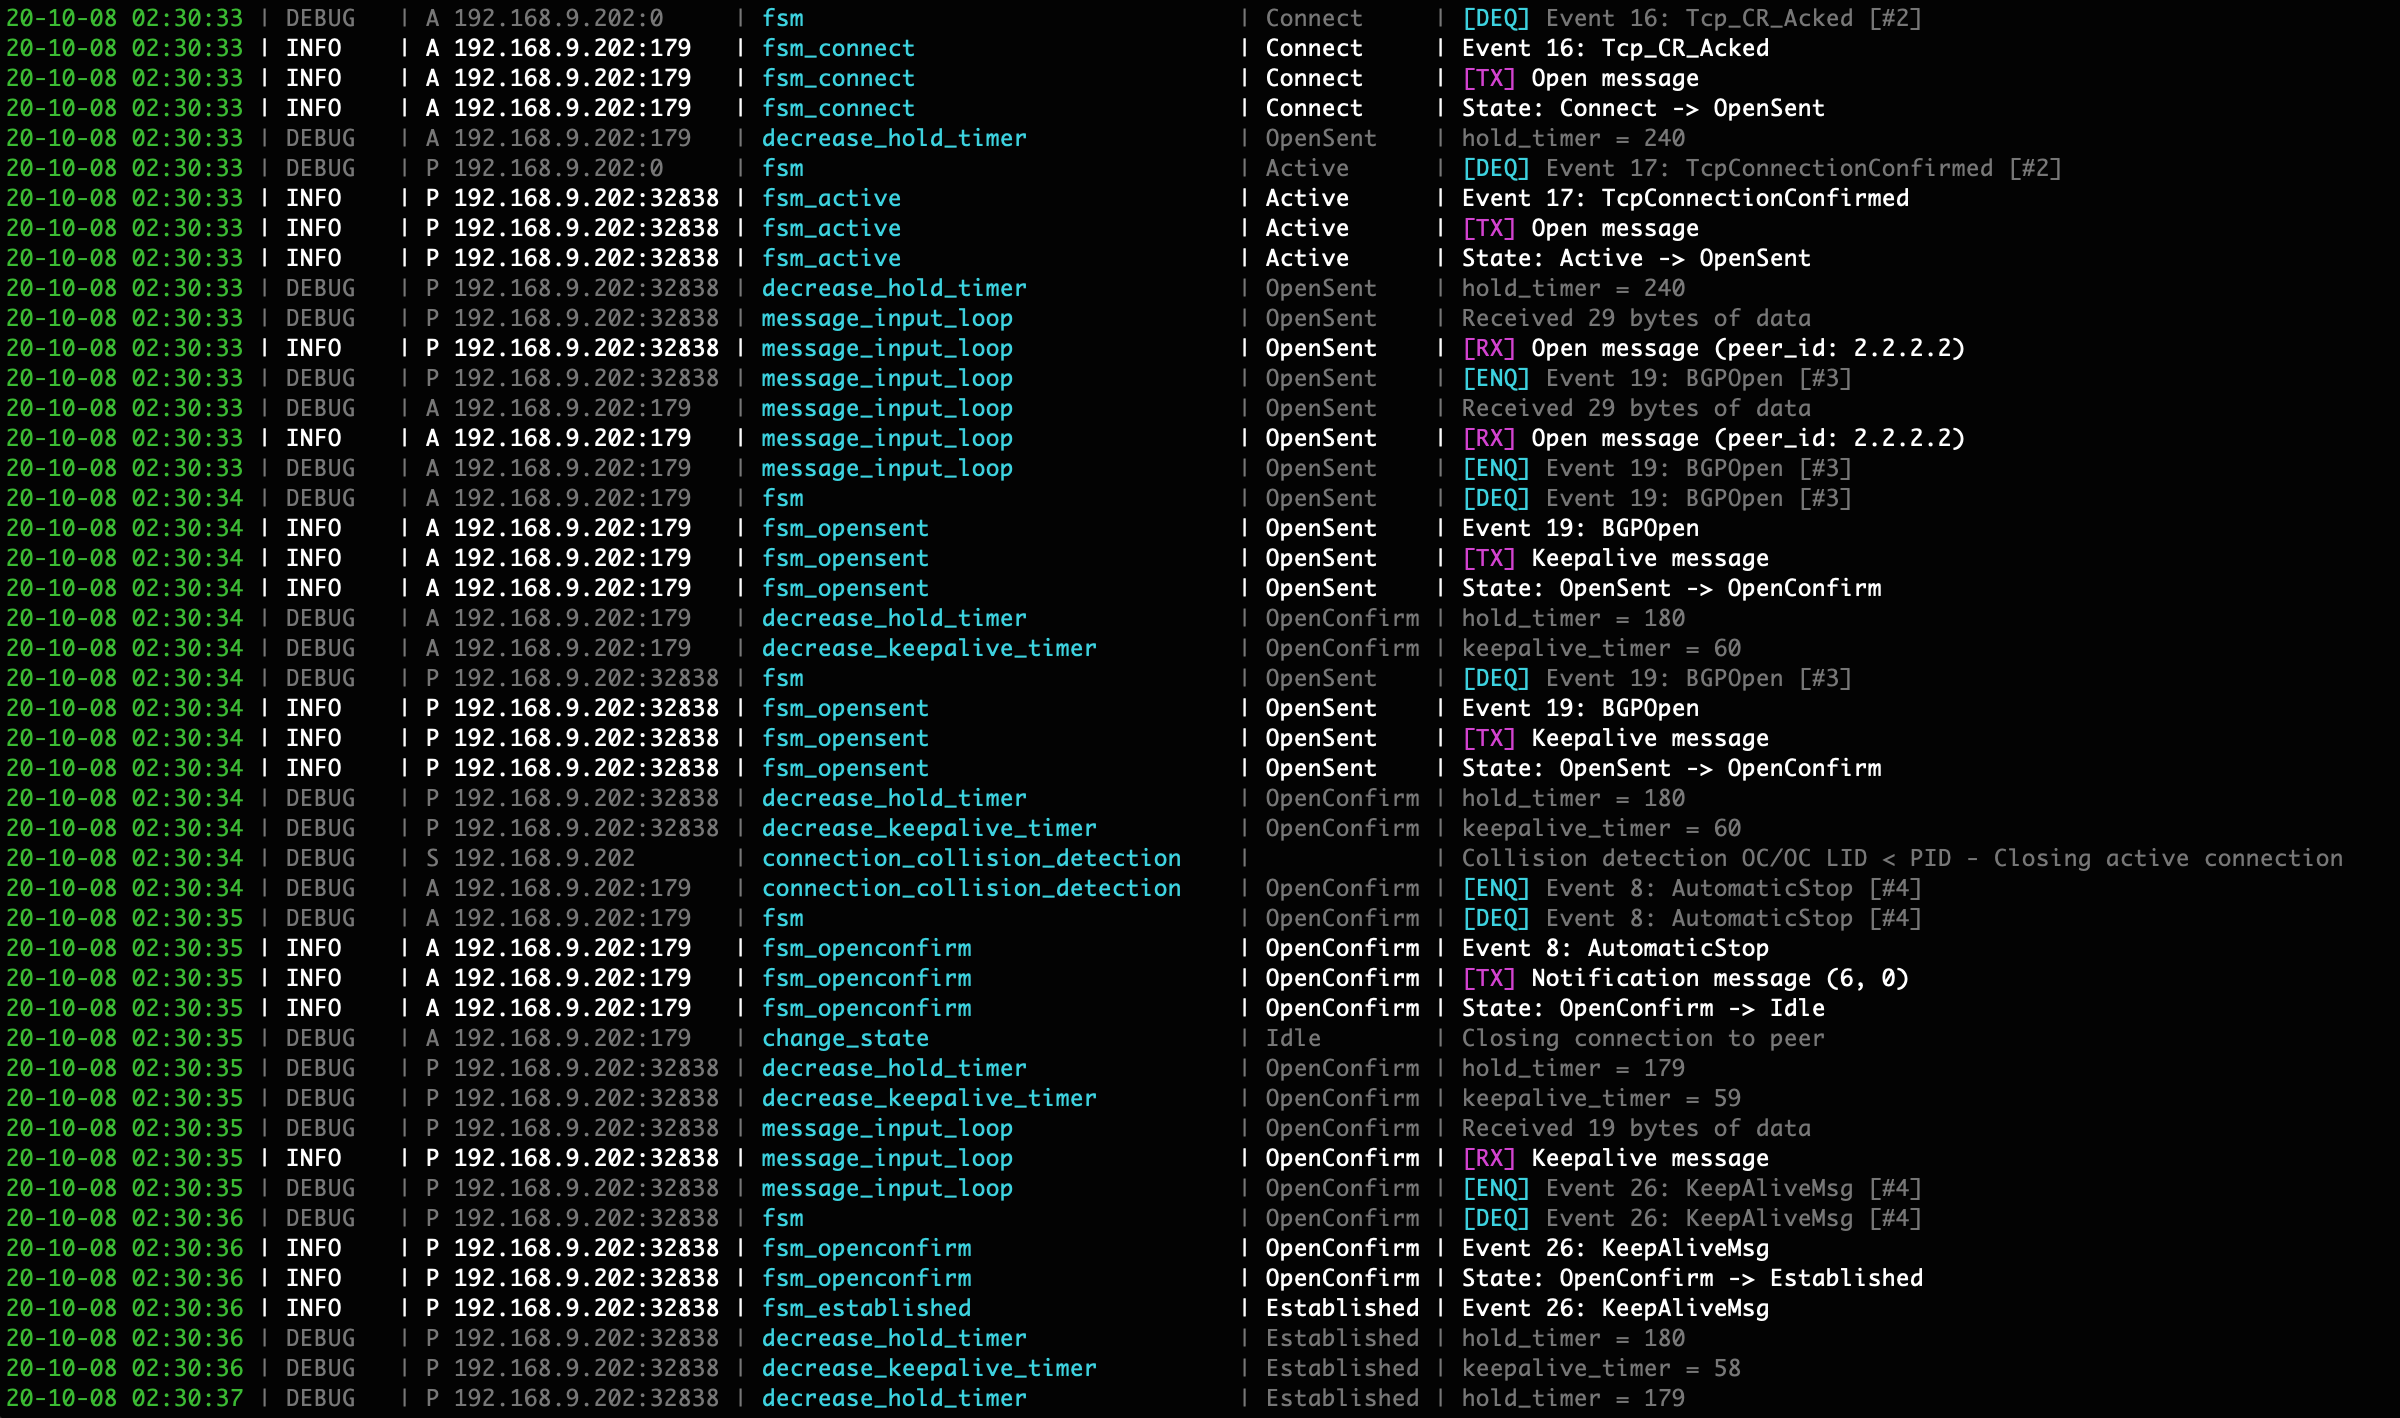 20-10-08 02:30:33 | DEBUG | A 192.168.9.202:0 | fsm | Connect | [DEQ] Event 16: Tcp_CR_Acked [#2]
20-10-08 02:30:33 | INFO | A 192.168.9.202:179 | fsm_connect | Connect | Event 16: Tcp_CR_Acked
20-10-08 02:30:33 | INFO | A 192.168.9.202:179 | fsm_connect | Connect | [TX] Open message
20-10-08 02:30:33 | INFO | A 192.168.9.202:179 | fsm_connect | Connect | State: Connect -> OpenSent
20-10-08 02:30:33 | DEBUG | A 192.168.9.202:179 | decrease_hold_timer | OpenSent | hold_timer = 240
20-10-08 02:30:33 | DEBUG | P 192.168.9.202:0 | fsm | Active | [DEQ] Event 17: TcpConnectionConfirmed [#2]
20-10-08 02:30:33 | INFO | P 192.168.9.202:32838 | fsm_active | Active | Event 17: TcpConnectionConfirmed
20-10-08 02:30:33 | INFO | P 192.168.9.202:32838 | fsm_active | Active | [TX] Open message
20-10-08 02:30:33 | INFO | P 192.168.9.202:32838 | fsm_active | Active | State: Active -> OpenSent
20-10-08 02:30:33 | DEBUG | P 192.168.9.202:32838 | decrease_hold_timer | OpenSent | hold_timer = 240
20-10-08 02:30:33 | DEBUG | P 192.168.9.202:32838 | message_input_loop | OpenSent | Received 29 bytes of data
20-10-08 02:30:33 | INFO | P 192.168.9.202:32838 | message_input_loop | OpenSent | [RX] Open message (peer_id: 2.2.2.2)
20-10-08 02:30:33 | DEBUG | P 192.168.9.202:32838 | message_input_loop | OpenSent | [ENQ] Event 19: BGPOpen [#3]
20-10-08 02:30:33 | DEBUG | A 192.168.9.202:179 | message_input_loop | OpenSent | Received 29 bytes of data
20-10-08 02:30:33 | INFO | A 192.168.9.202:179 | message_input_loop | OpenSent | [RX] Open message (peer_id: 2.2.2.2)
20-10-08 02:30:33 | DEBUG | A 192.168.9.202:179 | message_input_loop | OpenSent | [ENQ] Event 19: BGPOpen [#3]
20-10-08 02:30:34 | DEBUG | A 192.168.9.202:179 | fsm | OpenSent | [DEQ] Event 19: BGPOpen [#3]
20-10-08 02:30:34 | INFO | A 192.168.9.202:179 | fsm_opensent | OpenSent | Event 19: BGPOpen
20-10-08 02:30:34 | INFO | A 192.168.9.202:179 | fsm_opensent | OpenSent | [TX] Keepalive message
20-10-08 02:30:34 | INFO | A 192.168.9.202:179 | fsm_opensent | OpenSent | State: OpenSent -> OpenConfirm
20-10-08 02:30:34 | DEBUG | A 192.168.9.202:179 | decrease_hold_timer | OpenConfirm | hold_timer = 180
20-10-08 02:30:34 | DEBUG | A 192.168.9.202:179 | decrease_keepalive_timer | OpenConfirm | keepalive_timer = 60
20-10-08 02:30:34 | DEBUG | P 192.168.9.202:32838 | fsm | OpenSent | [DEQ] Event 19: BGPOpen [#3]
20-10-08 02:30:34 | INFO | P 192.168.9.202:32838 | fsm_opensent | OpenSent | Event 19: BGPOpen
20-10-08 02:30:34 | INFO | P 192.168.9.202:32838 | fsm_opensent | OpenSent | [TX] Keepalive message
20-10-08 02:30:34 | INFO | P 192.168.9.202:32838 | fsm_opensent | OpenSent | State: OpenSent -> OpenConfirm
20-10-08 02:30:34 | DEBUG | P 192.168.9.202:32838 | decrease_hold_timer | OpenConfirm | hold_timer = 180
20-10-08 02:30:34 | DEBUG | P 192.168.9.202:32838 | decrease_keepalive_timer | OpenConfirm | keepalive_timer = 60
20-10-08 02:30:34 | DEBUG | S 192.168.9.202 | connection_collision_detection | | Collision detection OC/OC LID < PID - Closing active connection
20-10-08 02:30:34 | DEBUG | A 192.168.9.202:179 | connection_collision_detection | OpenConfirm | [ENQ] Event 8: AutomaticStop [#4]
20-10-08 02:30:35 | DEBUG | A 192.168.9.202:179 | fsm | OpenConfirm | [DEQ] Event 8: AutomaticStop [#4]
20-10-08 02:30:35 | INFO | A 192.168.9.202:179 | fsm_openconfirm | OpenConfirm | Event 8: AutomaticStop
20-10-08 02:30:35 | INFO | A 192.168.9.202:179 | fsm_openconfirm | OpenConfirm | [TX] Notification message (6, 0)
20-10-08 02:30:35 | INFO | A 192.168.9.202:179 | fsm_openconfirm | OpenConfirm | State: OpenConfirm -> Idle
20-10-08 02:30:35 | DEBUG | A 192.168.9.202:179 | change_state | Idle | Closing connection to peer
20-10-08 02:30:35 | DEBUG | P 192.168.9.202:32838 | decrease_hold_timer | OpenConfirm | hold_timer = 179
20-10-08 02:30:35 | DEBUG | P 192.168.9.202:32838 | decrease_keepalive_timer | OpenConfirm | keepalive_timer = 59
20-10-08 02:30:35 | DEBUG | P 192.168.9.202:32838 | message_input_loop | OpenConfirm | Received 19 bytes of data
20-10-08 02:30:35 | INFO | P 192.168.9.202:32838 | message_input_loop | OpenConfirm | [RX] Keepalive message
20-10-08 02:30:35 | DEBUG | P 192.168.9.202:32838 | message_input_loop | OpenConfirm | [ENQ] Event 26: KeepAliveMsg [#4]
20-10-08 02:30:36 | DEBUG | P 192.168.9.202:32838 | fsm | OpenConfirm | [DEQ] Event 26: KeepAliveMsg [#4]
20-10-08 02:30:36 | INFO | P 192.168.9.202:32838 | fsm_openconfirm | OpenConfirm | Event 26: KeepAliveMsg
20-10-08 02:30:36 | INFO | P 192.168.9.202:32838 | fsm_openconfirm | OpenConfirm | State: OpenConfirm -> Established
20-10-08 02:30:36 | INFO | P 192.168.9.202:32838 | fsm_established | Established | Event 26: KeepAliveMsg
20-10-08 02:30:36 | DEBUG | P 192.168.9.202:32838 | decrease_hold_timer | Established | hold_timer = 180
20-10-08 02:30:36 | DEBUG | P 192.168.9.202:32838 | decrease_keepalive_timer | Established | keepalive_timer = 58
20-10-08 02:30:37 | DEBUG | P 192.168.9.202:32838 | decrease_hold_timer | Established | hold_timer = 179